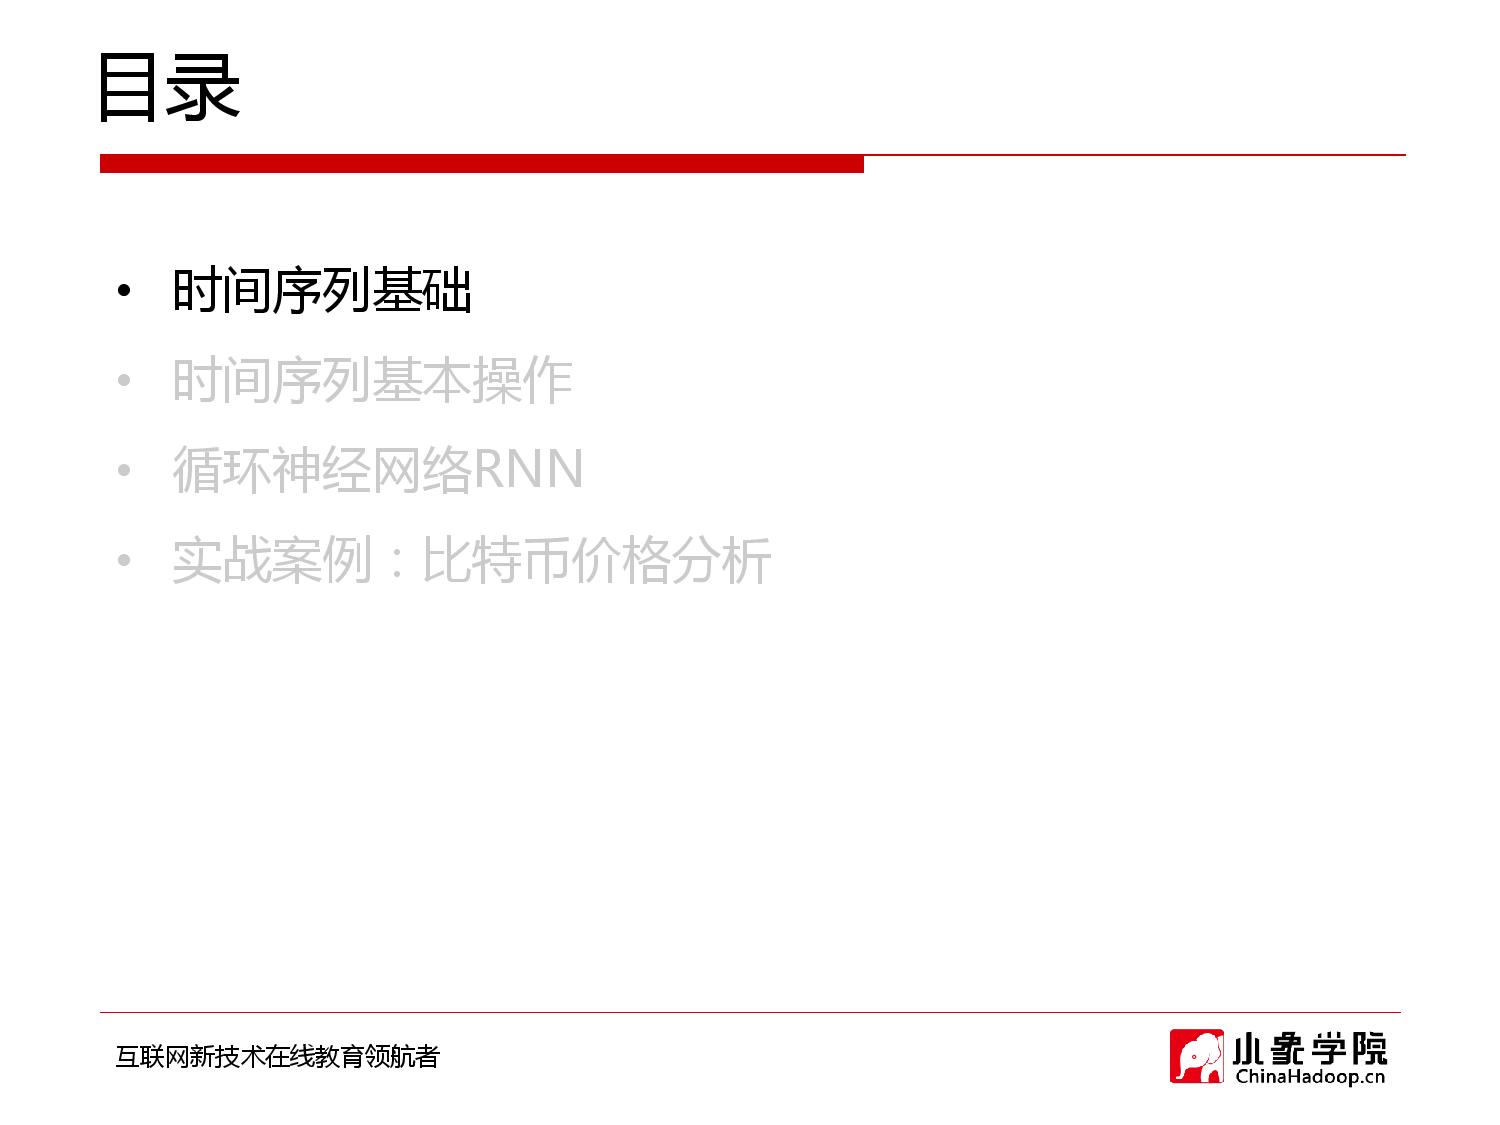 目录
• 时间序列基础
• 时间序列基本操作
• 循环神经网络RNN
• 实战案例：比特币价格分析
互联网新技术在线教育领航者
小象学院
ChinaHadoop.cn